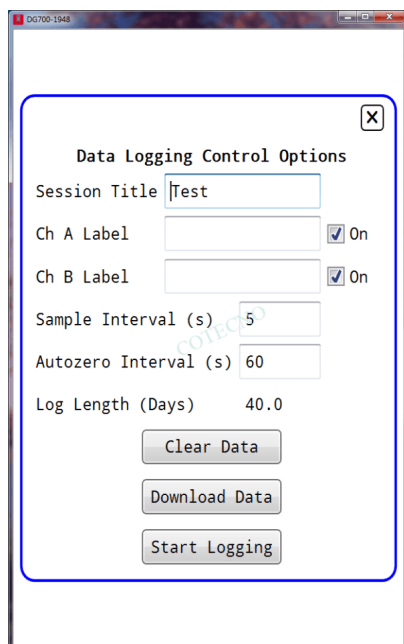 DG700-1948
X
Data Logging Control Options
Session Title Test
Ch A Label On
Ch B Label On
Sample Interval (s) 5
COTECNO
Autozero Interval (s) 60
Log Length (Days) 40.0
Clear Data
Download Data
Start Logging